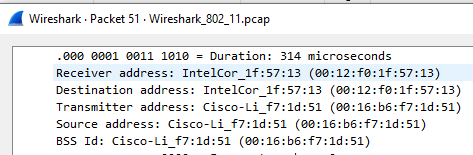 Wireshark · Packet 51 · Wireshark_802_11.pcap
.000 0001 0011 1010 = Duration: 314 microseconds
Receiver address: IntelCor_1f:57:13 (00:12:f0:1f:57:13)
Destination address: IntelCor_1f:57:13 (00:12:f0:1f:57:13)
Transmitter address: Cisco-Li_f7:1d:51 (00:16:b6:f7:1d:51)
Source address: Cisco-Li_f7:1d:51 (00:16:b6:f7:1d:51)
BSS Id: Cisco-Li_f7:1d:51 (00:16:b6:f7:1d:51)